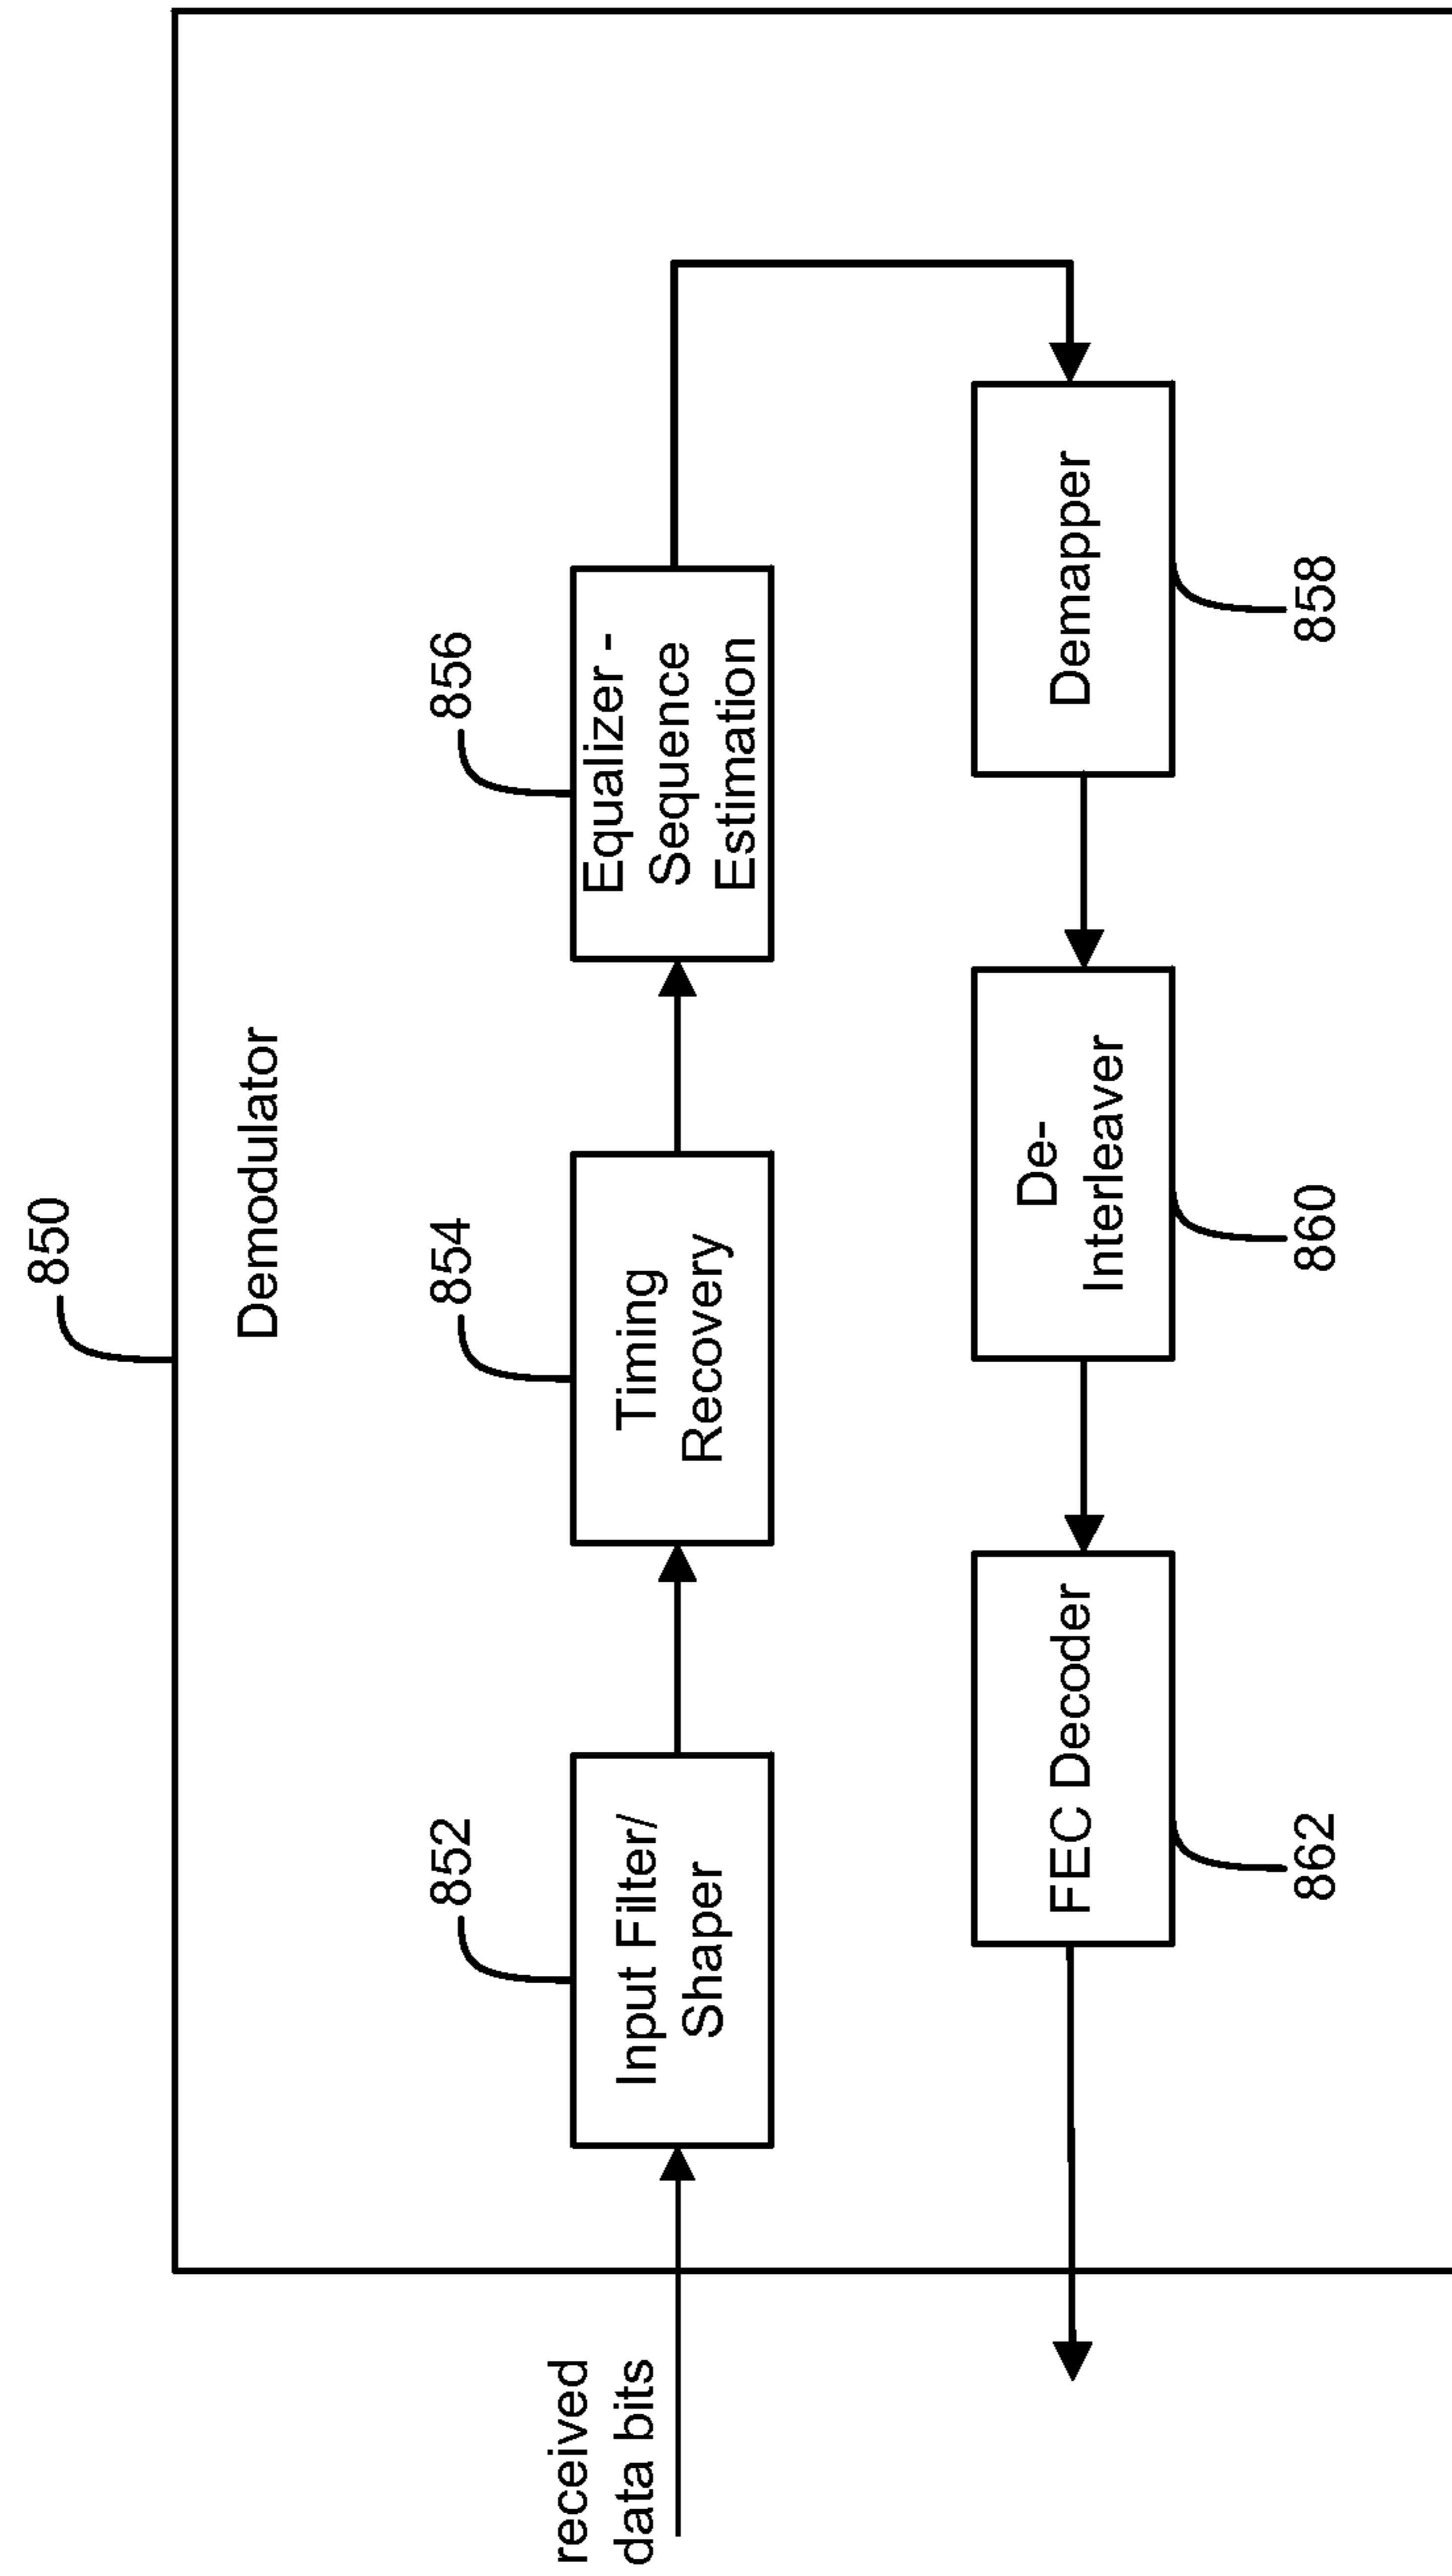 850
Demodulator
852
854
856
Input Filter/
Shaper
Timing
Recovery
Equalizer -
Sequence
Estimation
received
data bits
FEC Decoder
De-
Interleaver
Demapper
862
860
858